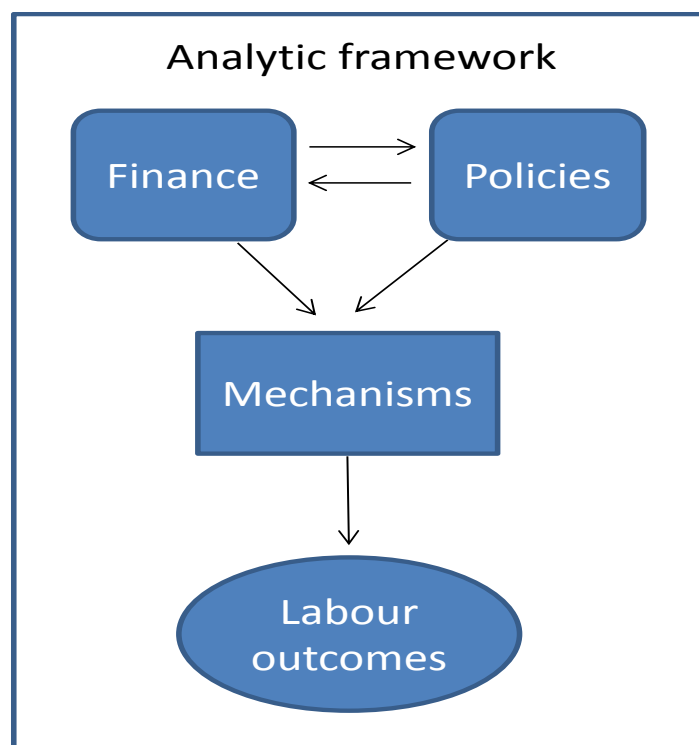 Analytic framework
Finance
Policies
Mechanisms
Labour
outcomes